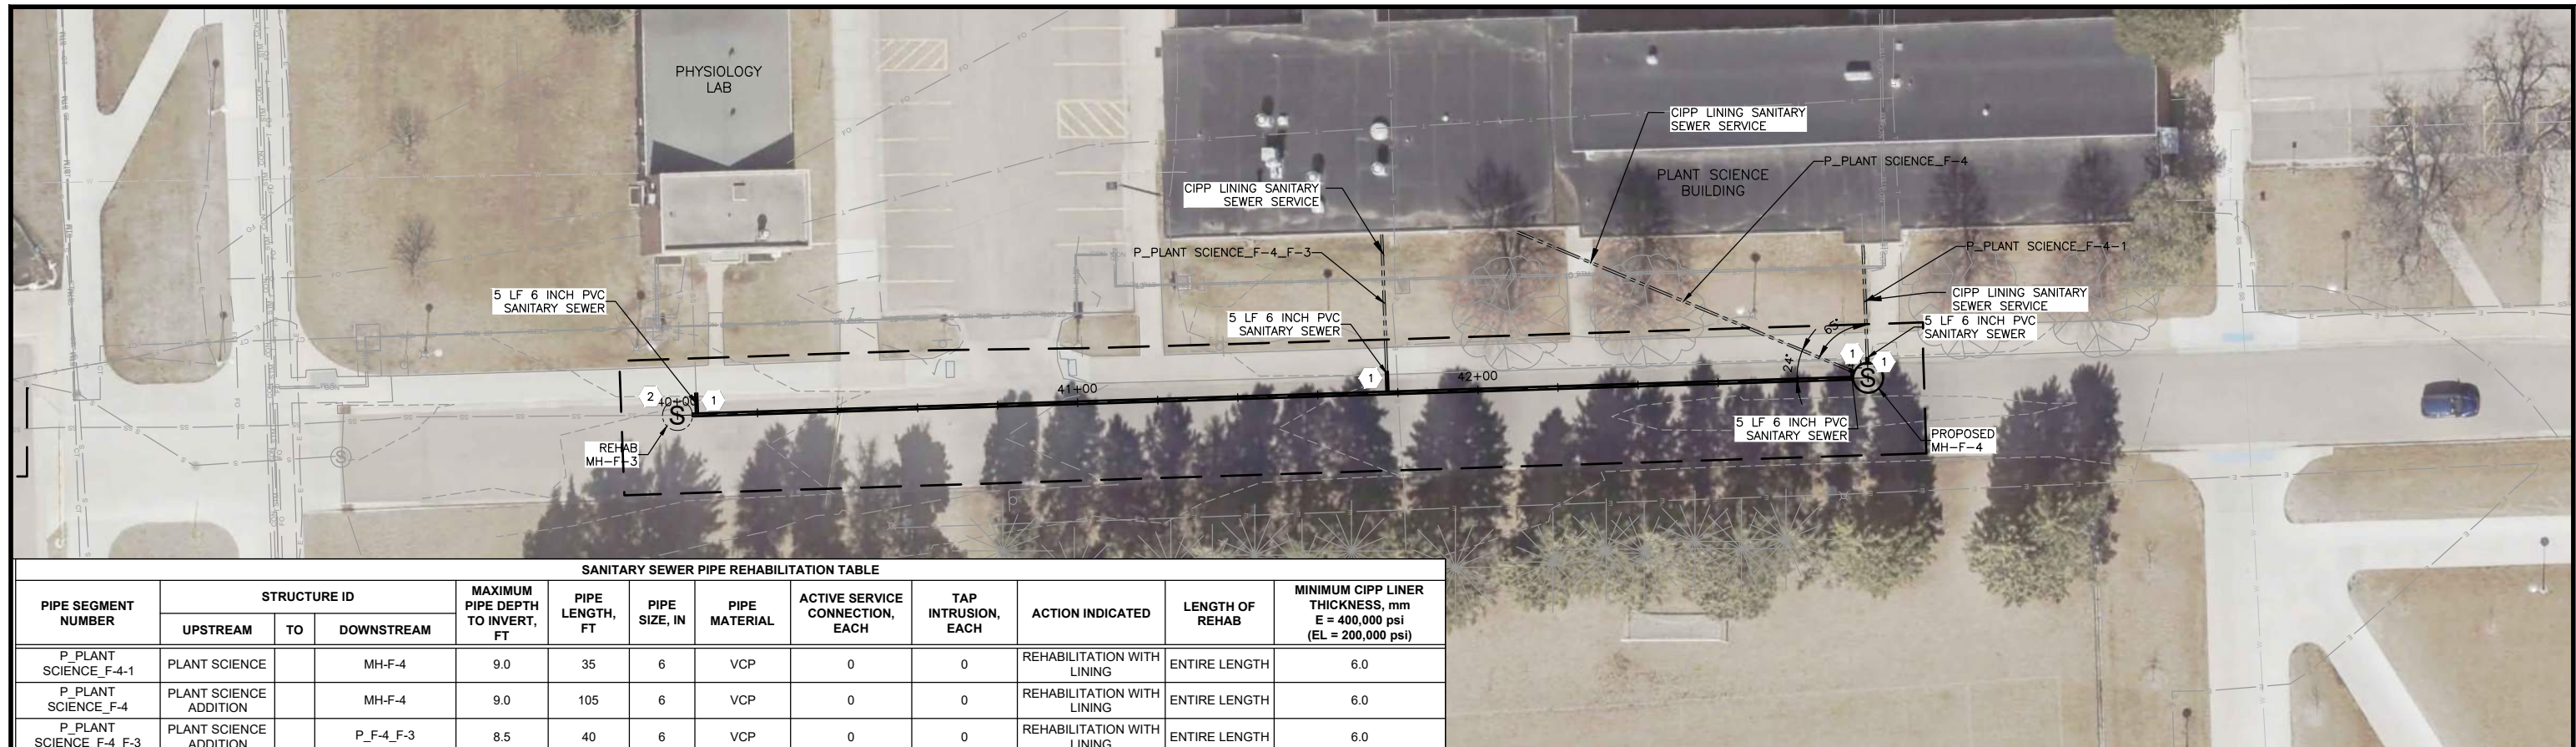 PHYSIOLOGY
LAB
CIPP LINING SANITARY
SEWER SERVICE
P_PLANT SCIENCE_F-4
PLANT SCIENCE
BUILDING
CIPP LINING SANITARY
SEWER SERVICE
P_PLANT SCIENCE_F-4_F-3
P_PLANT SCIENCE_F-4-1
5 LF 6 INCH PVC
SANITARY SEWER
CIPP LINING SANITARY
SEWER SERVICE
5 LF 6 INCH PVC
SANITARY SEWER
5 LF 6 INCH PVC
SANITARY SEWER
65°
24°
1
1
1
2
1
40+00
41+00
42+00
S
S
REHAB
MH-F-3
5 LF 6 INCH PVC
SANITARY SEWER
PROPOSED
MH-F-4
SANITARY SEWER PIPE REHABILITATION TABLE
PIPE SEGMENT
NUMBER
STRUCTURE ID
UPSTREAM
TO
DOWNSTREAM
MAXIMUM
PIPE DEPTH
TO INVERT,
FT
PIPE
LENGTH,
FT
PIPE
SIZE, IN
PIPE
MATERIAL
ACTIVE SERVICE
CONNECTION,
EACH
TAP
INTRUSION,
EACH
ACTION INDICATED
LENGTH OF
REHAB
MINIMUM CIPP LINER
THICKNESS, mm
E = 400,000 psi
(EL = 200,000 psi)
P_PLANT
SCIENCE_F-4-1
PLANT SCIENCE
MH-F-4
9.0
35
6
VCP
0
0
REHABILITATION WITH
LINING
ENTIRE LENGTH
6.0
P_PLANT
SCIENCE_F-4
PLANT SCIENCE
ADDITION
MH-F-4
9.0
105
6
VCP
0
0
REHABILITATION WITH
LINING
ENTIRE LENGTH
6.0
P_PLANT
SCIENCE_F-4_F-3
PLANT SCIENCE
ADDITION
P_F-4_F-3
8.5
40
6
VCP
0
0
REHABILITATION WITH
LINING
ENTIRE LENGTH
6.0